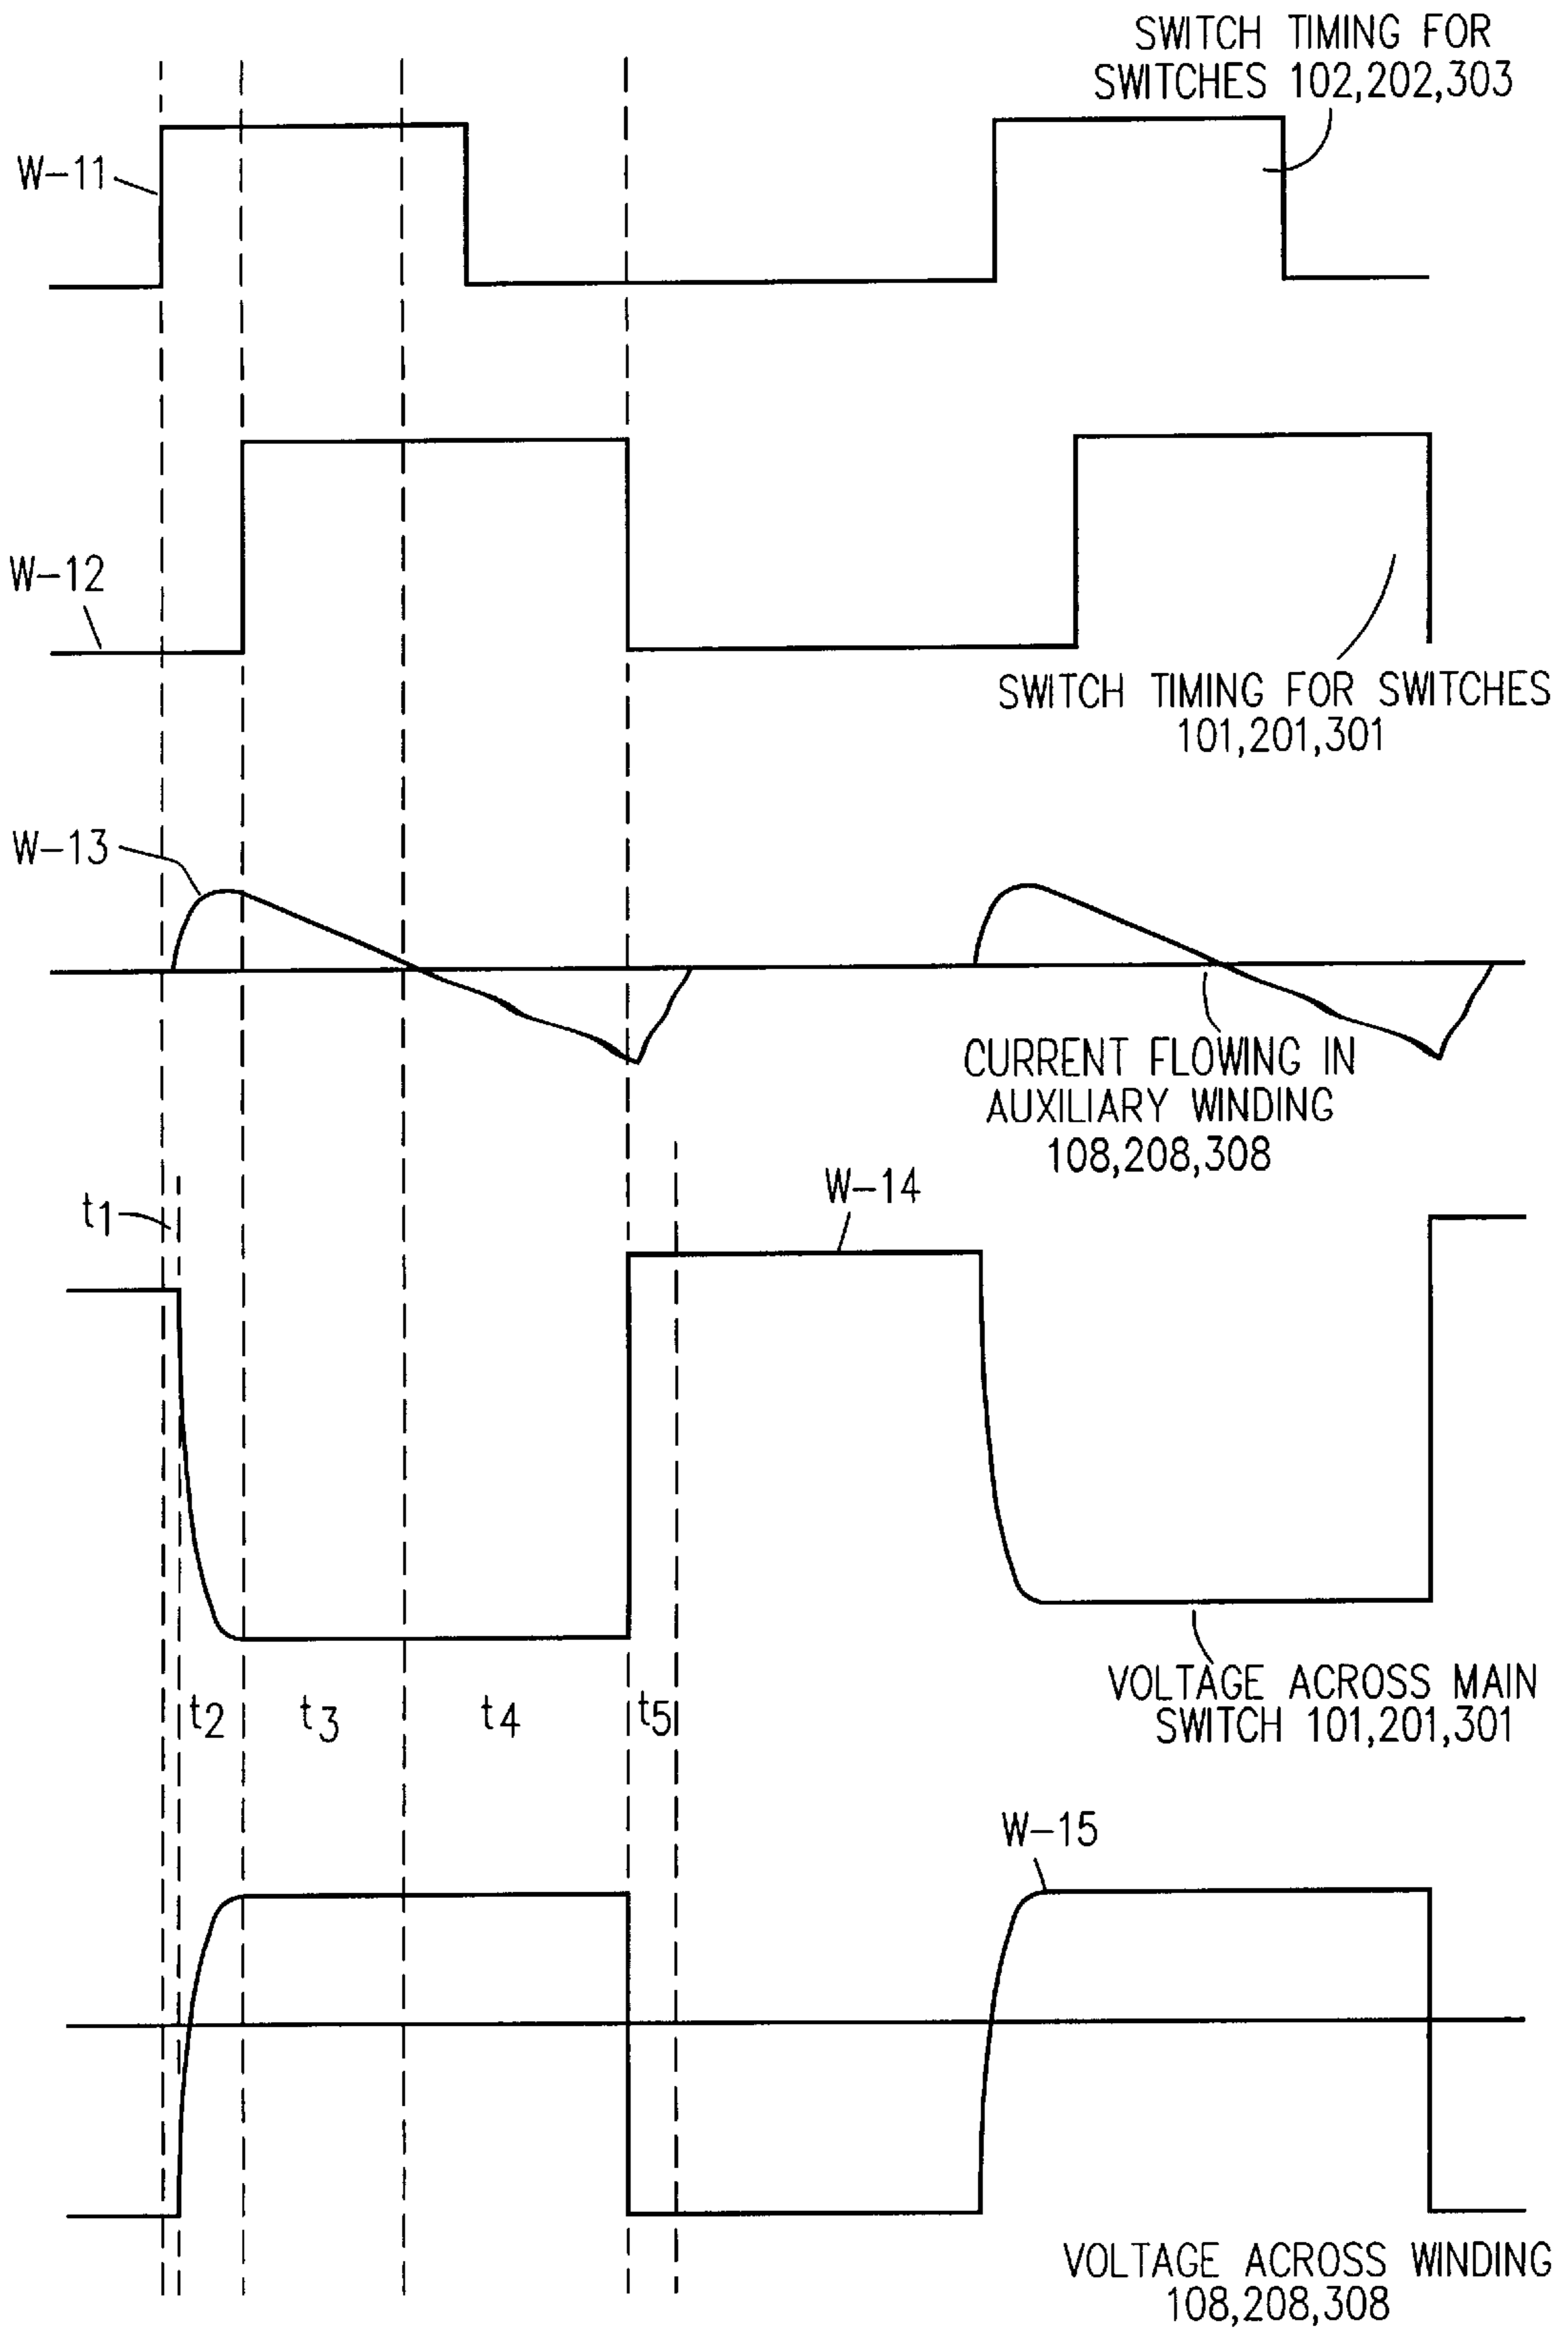 SWITCH TIMING FOR
SWITCHES 102,202,303
W-11
W-12
SWITCH TIMING FOR SWITCHES
101,201,301
W-13
CURRENT FLOWING IN
AUXILIARY WINDING
108,208,308
W-14
t1
VOLTAGE ACROSS MAIN
SWITCH 101,201,301
t2
t3
t4
t5
W-15
VOLTAGE ACROSS WINDING
108,208,308